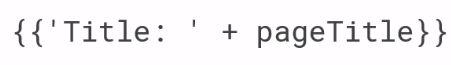 {{'Title: ' + pageTitle}}